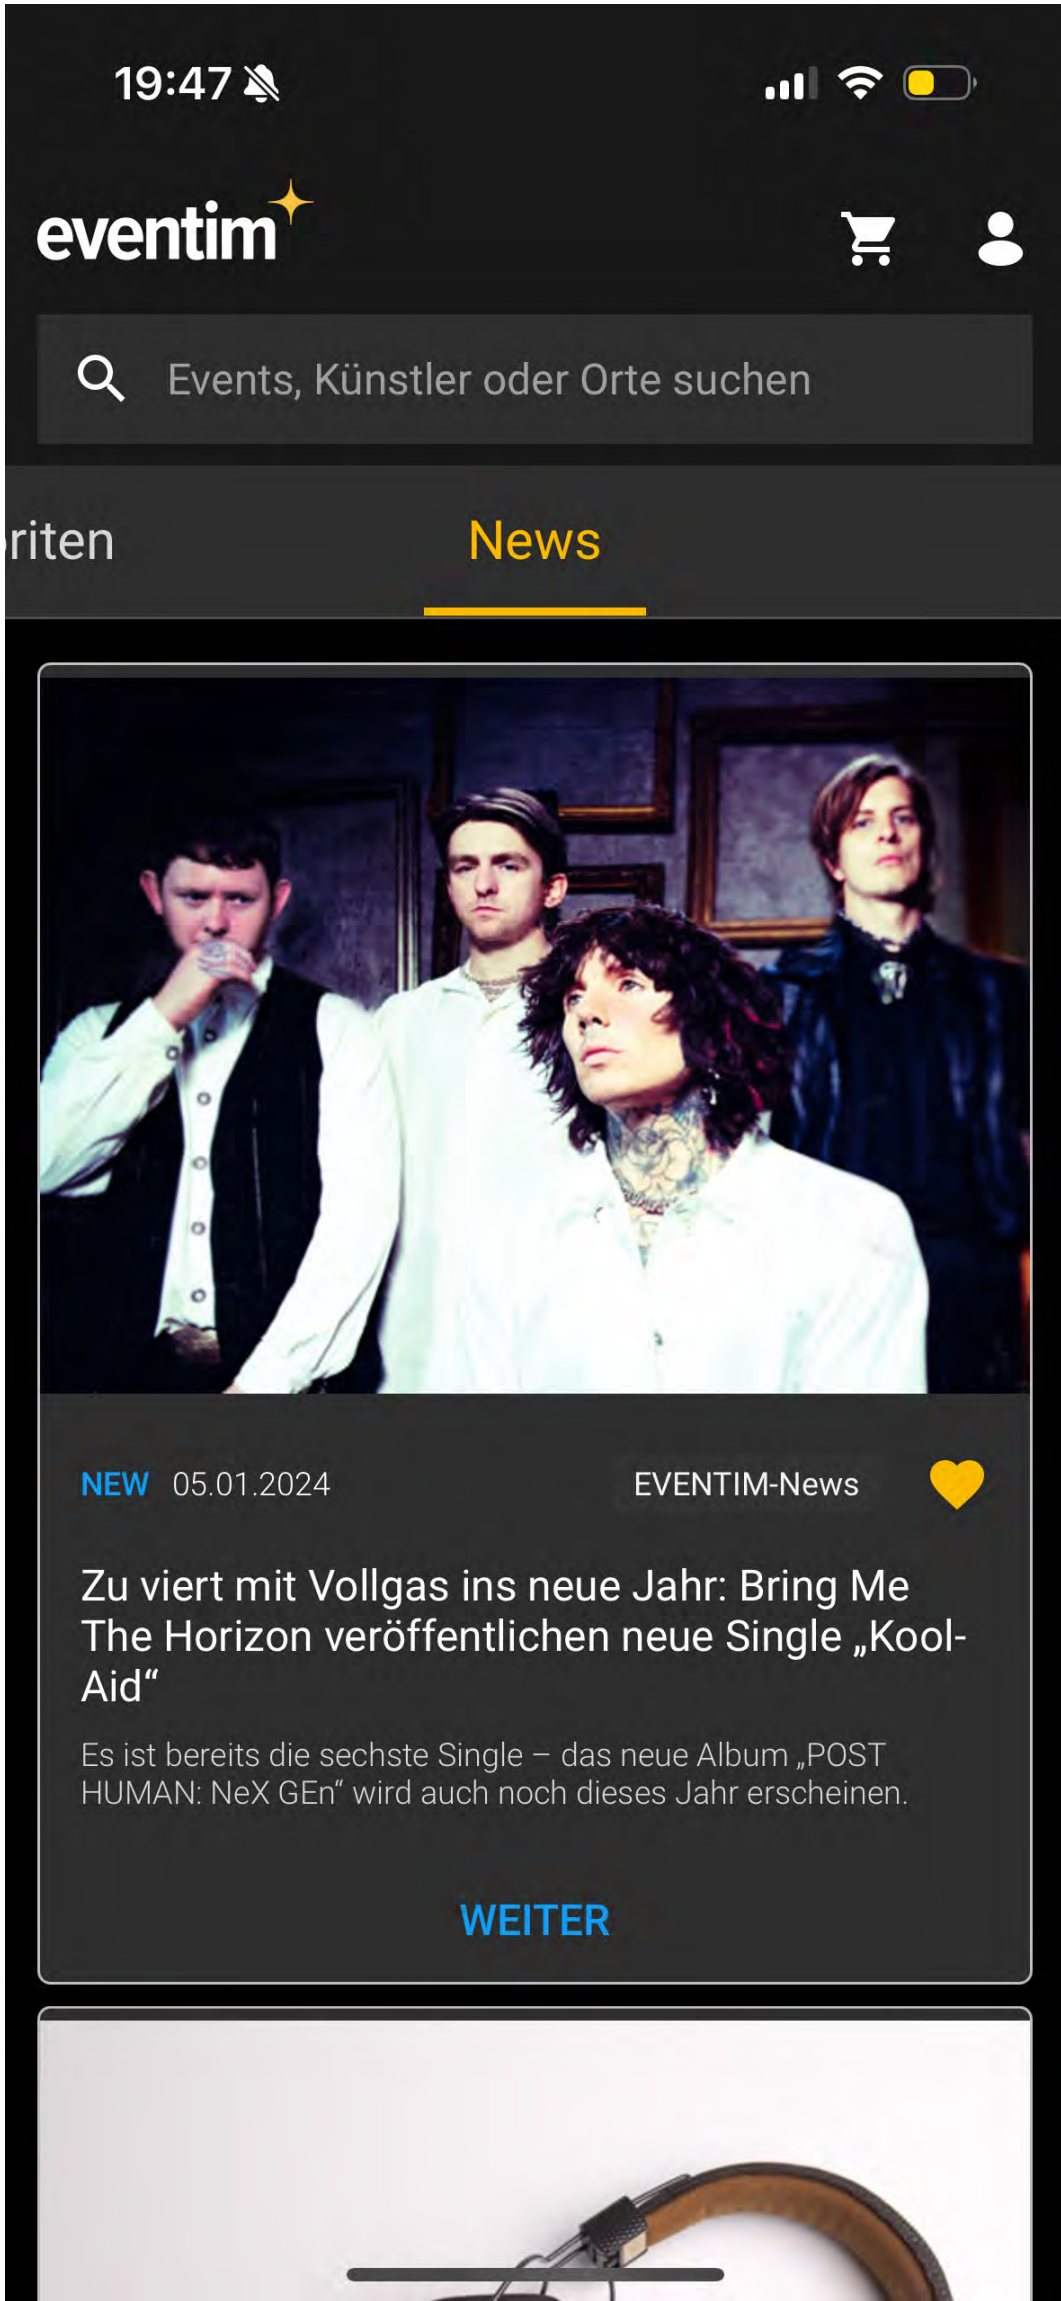 19:47
eventim
Events, Künstler oder Orte suchen
oriten
News
NEW 05.01.2024 EVENTIM-News
Zu viert mit Vollgas ins neue Jahr: Bring Me
The Horizon veröffentlichen neue Single „Kool-
Aid“
Es ist bereits die sechste Single – das neue Album „POST
HUMAN: NeX GEn“ wird auch noch dieses Jahr erscheinen.
WEITER